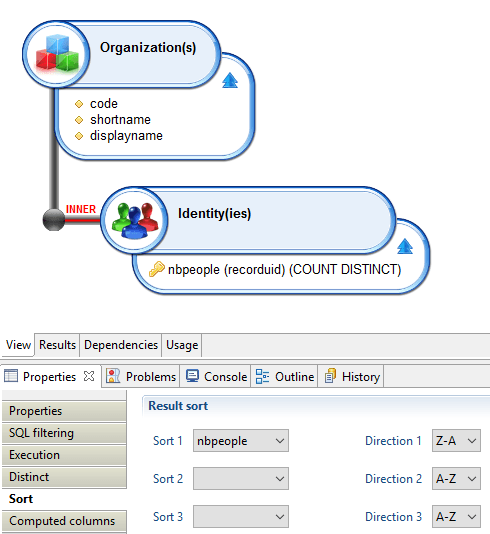 Organization(s)
code
shortname
displayname
INNER
Identity(ies)
nbpeople (recorduid) (COUNT DISTINCT)
View Results Dependencies Usage
Properties Problems Console Outline History
Properties
SQL filtering
Execution
Distinct
Sort
Computed columns
Result sort
Sort 1 nbpeople Direction 1 Z-A
Sort 2 Direction 2 A-Z
Sort 3 Direction 3 A-Z